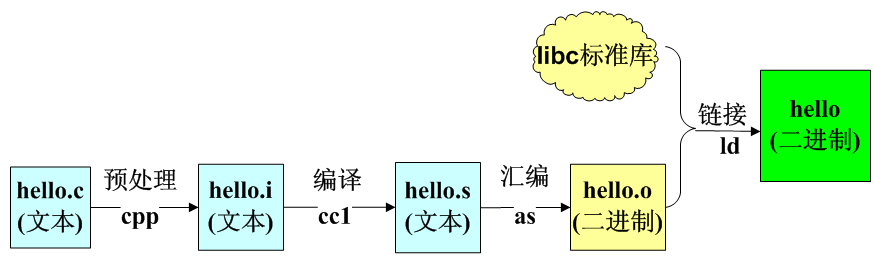 libc标准库
hello
(二进制)
链接
ld
hello.c
(文本)
预处理
cpp
hello.i
(文本)
编译
cc1
hello.s
(文本)
汇编
as
hello.o
(二进制)